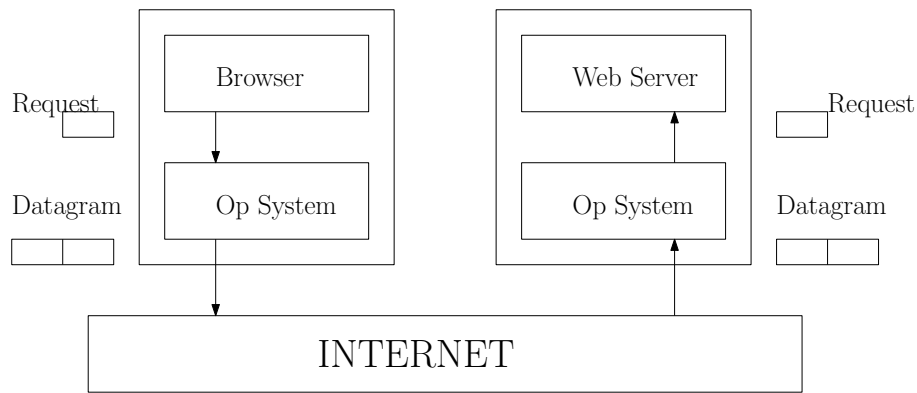 Browser
Web Server
Request
Request
Op System
Op System
Datagram
Datagram
INTERNET